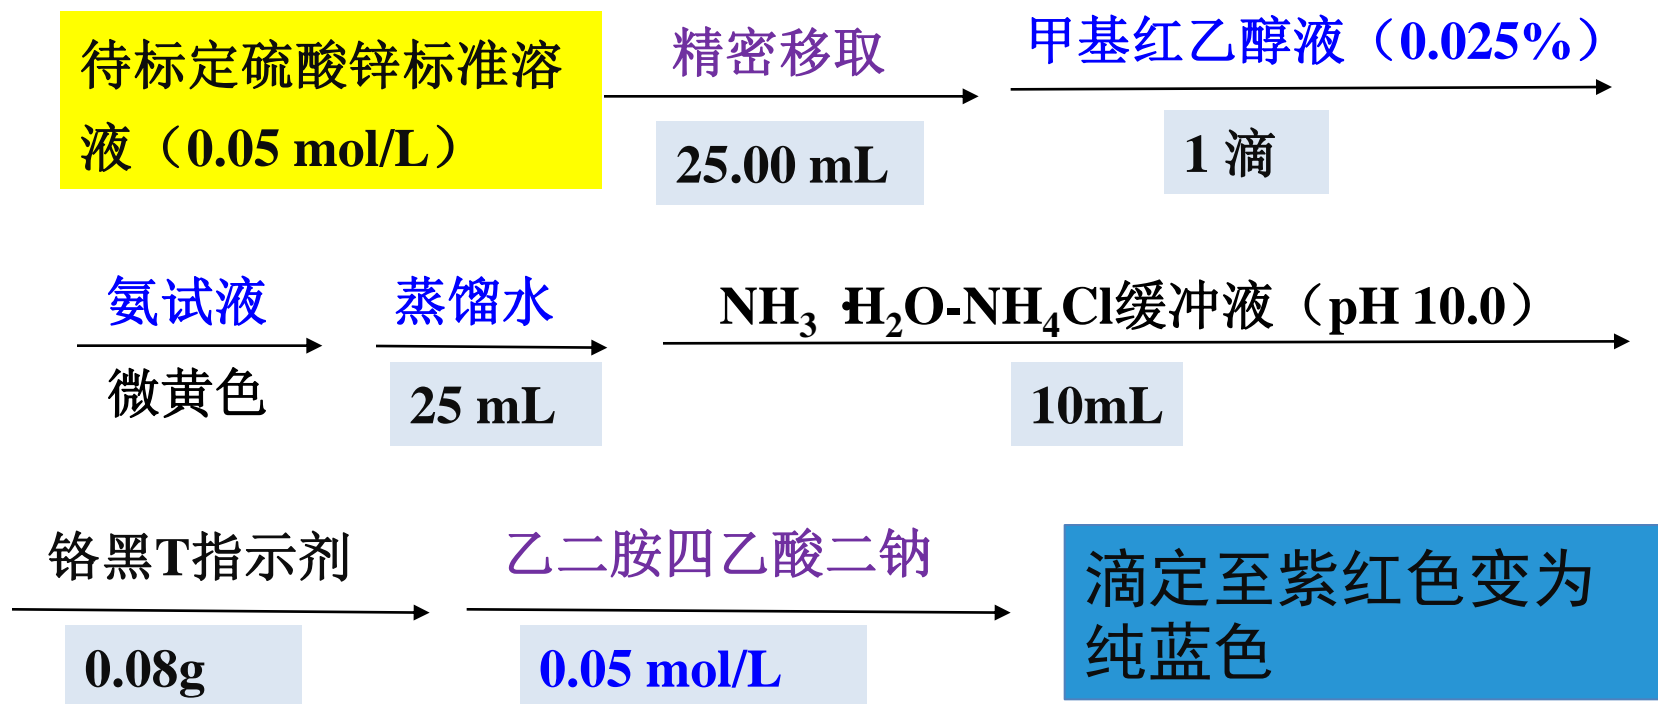 待标定硫酸锌标准溶
液（0.05 mol/L）
精密移取
25.00 mL
甲基红乙醇液（0.025%）
1 滴
氨试液
微黄色
蒸馏水
25 mL
NH₃·H₂O-NH₄Cl缓冲液（pH 10.0）
10mL
铬黑T指示剂
0.08g
乙二胺四乙酸二钠
0.05 mol/L
滴定至紫红色变为
纯蓝色